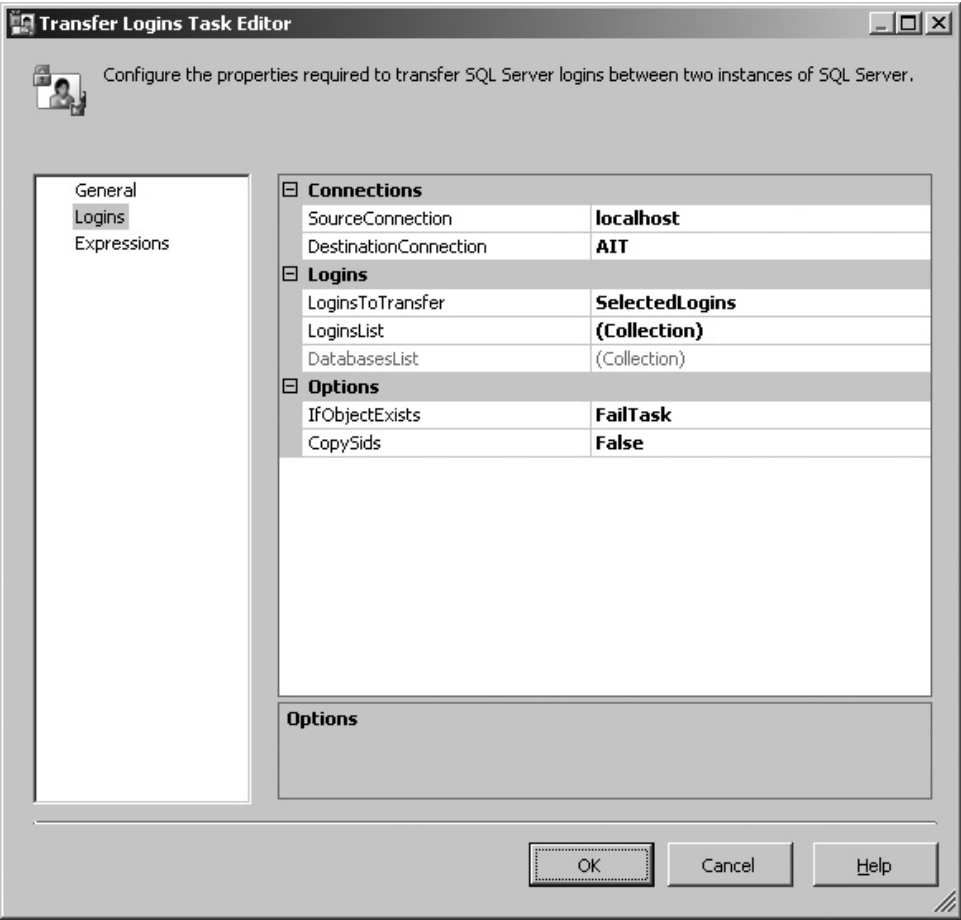 Transfer Logins Task Editor
Configure the properties required to transfer SQL Server logins between two instances of SQL Server.
General
Logins
Expressions
Connections
SourceConnection localhost
DestinationConnection AIT
Logins
LoginsToTransfer SelectedLogins
LoginsList (Collection)
DatabasesList (Collection)
Options
IfObjectExists FailTask
CopySids False
Options
OK Cancel Help